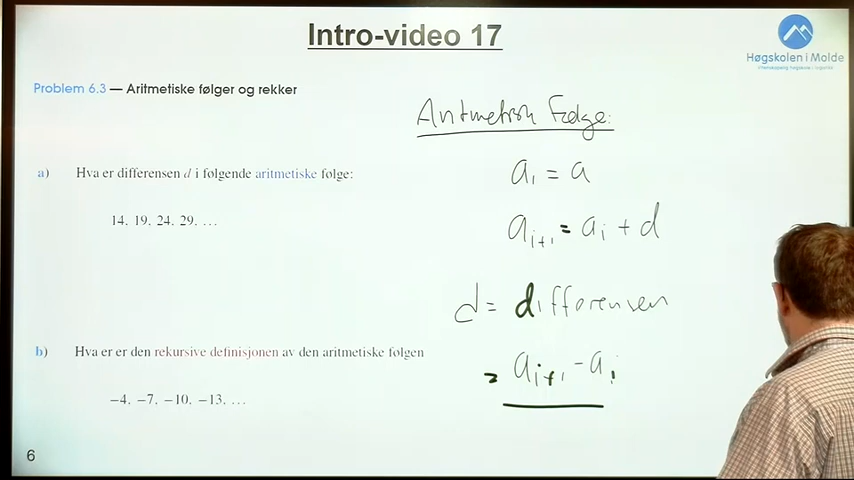 Intro-video 17
Høgskolen i Molde
Problem 6.3 — Aritmetiske følger og rekker
Aritmetisk Følge:
a) Hva er differensen d i følgende aritmetiske følge:
14, 19, 24, 29, …
a₁ = a
aᵢ₊₁ = aᵢ + d
d = differensen
= aᵢ₊₁ - aᵢ
b) Hva er er den rekursive definisjonen av den aritmetiske følgen
−4, −7, −10, −13, …
6